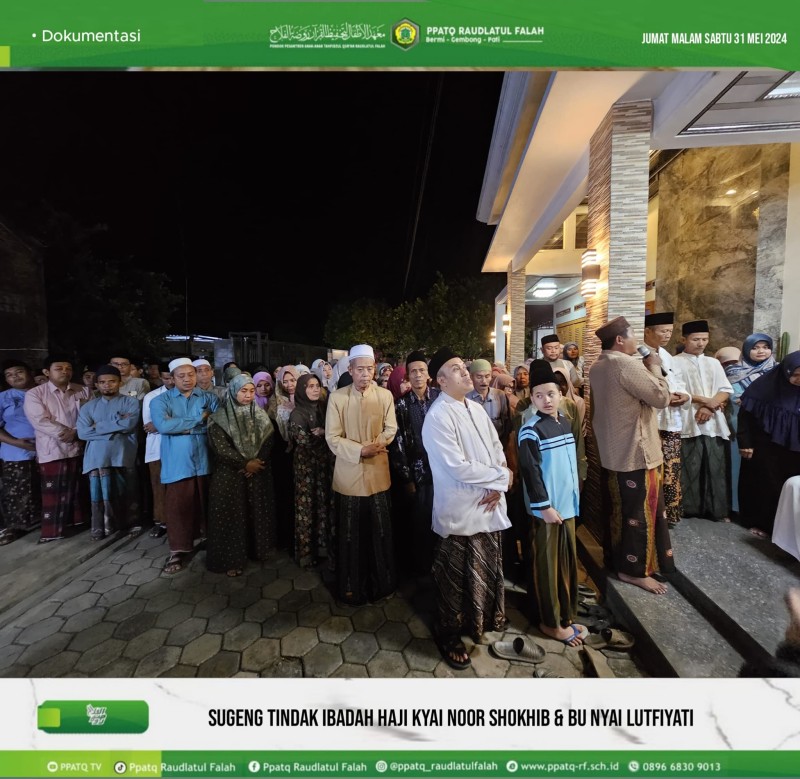 • Dokumentasi
PPATQ RAUDLATUL FALAH
Bermi - Gembong - Pati
JUMAT MALAM SABTU 31 MEI 2024
SUGENG TINDAK IBADAH HAJI KYAI NOOR SHOKHIB & BU NYAI LUTFIYATI
PPATQ TV
Ppatq Raudlatul Falah
Ppatq Raudlatul Falah
@ppatq_raudlatulfalah
www.ppatq-rf.sch.id
0896 6830 9013